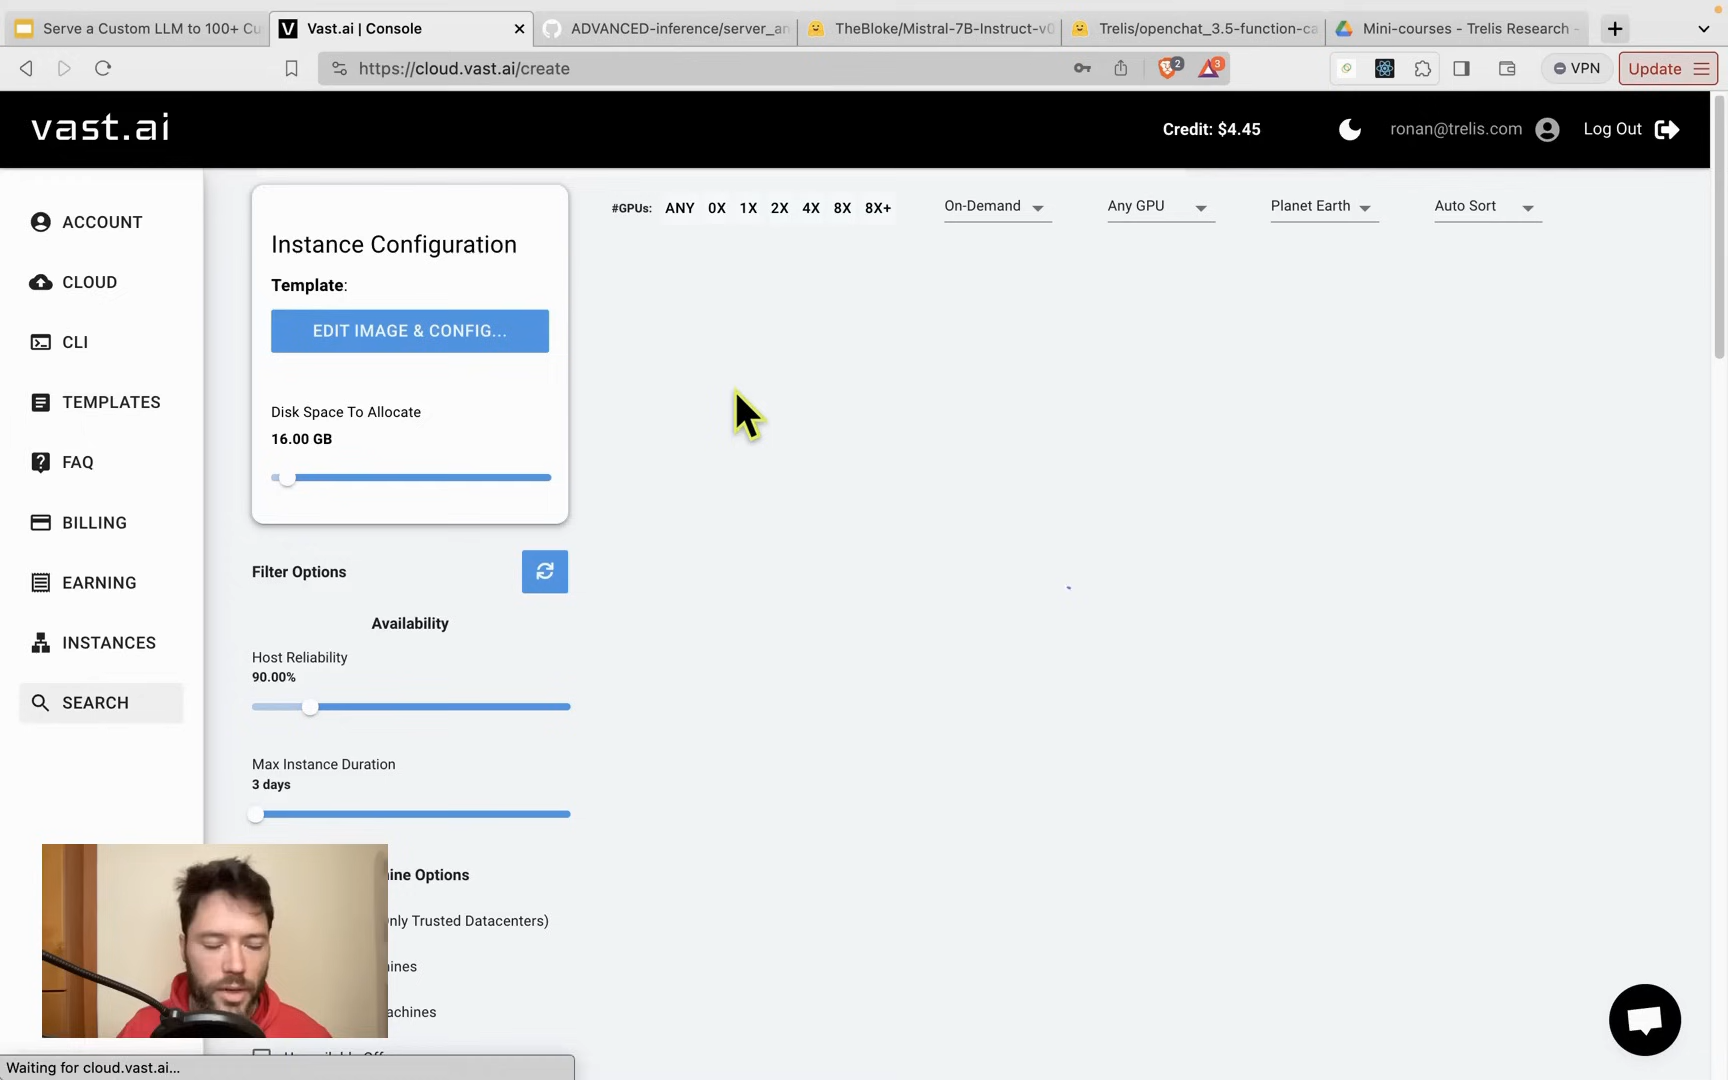 Serve a Custom LLM to 100+ Cu
Vast.ai | Console
ADVANCED-inference/server_an
TheBloke/Mistral-7B-Instruct-v0
Trelis/openchat_3.5-function-ca
Mini-courses - Trelis Research -
https://cloud.vast.ai/create
2
3
VPN
Update
vast.ai
Credit: $4.45
ronan@trelis.com
Log Out
ACCOUNT
CLOUD
CLI
TEMPLATES
FAQ
BILLING
EARNING
INSTANCES
SEARCH
Instance Configuration
Template:
EDIT IMAGE & CONFIG...
Disk Space To Allocate
16.00 GB
#GPUs: ANY 0X 1X 2X 4X 8X 8X+
On-Demand
Any GPU
Planet Earth
Auto Sort
Filter Options
Availability
Host Reliability
90.00%
Max Instance Duration
3 days
ine Options
nly Trusted Datacenters)
ines
achines
Waiting for cloud.vast.ai...